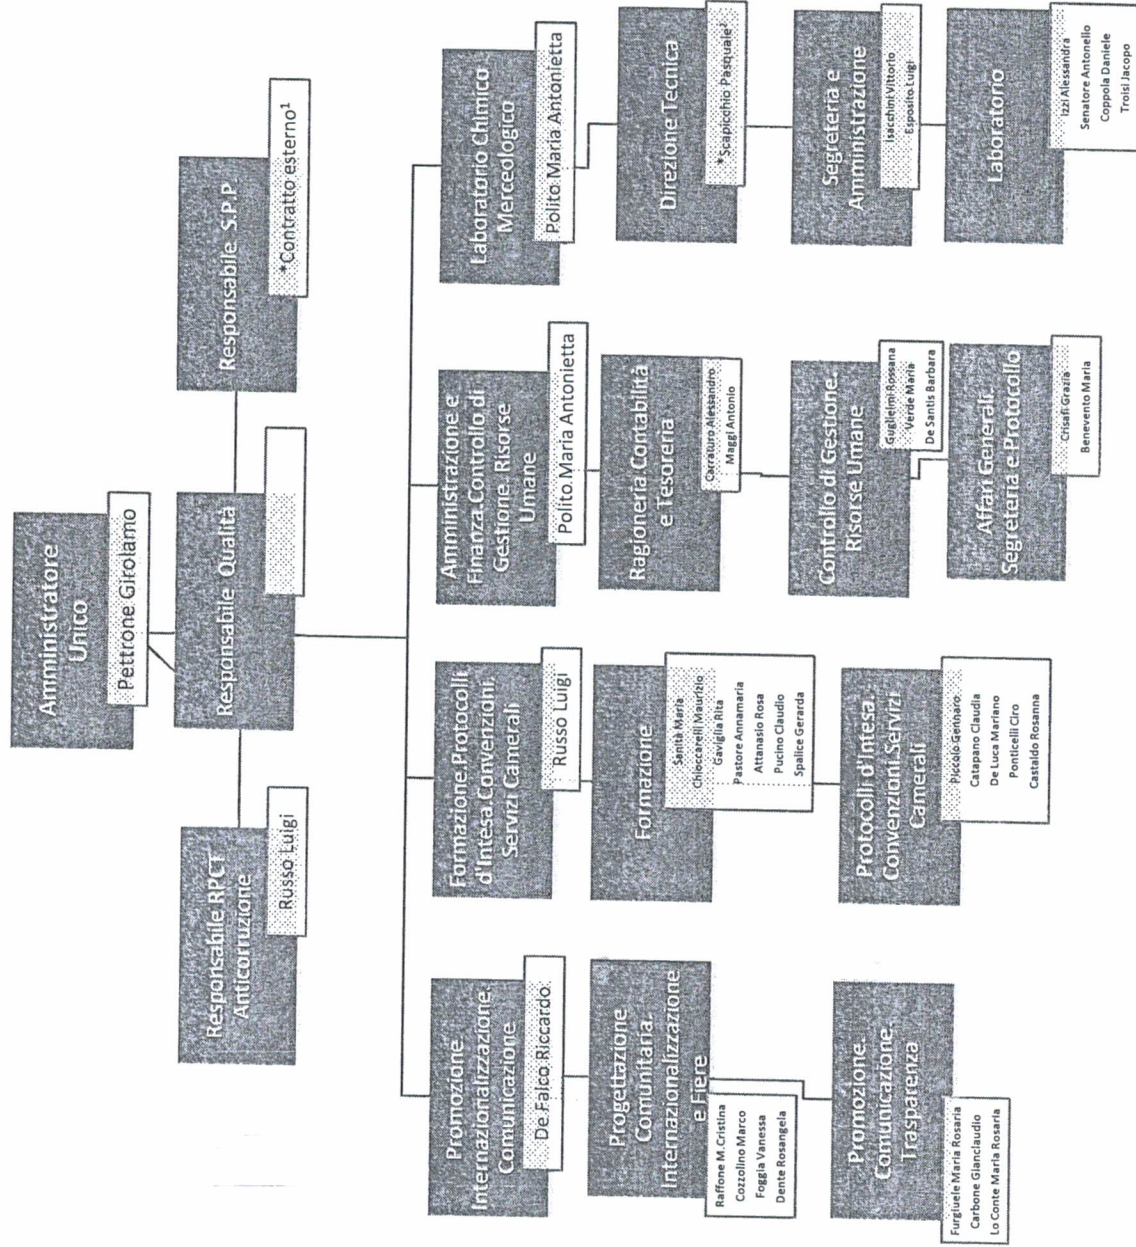 Amministratore
Unico
Pettrone Girolamo
Responsabile RPCT
Anticorruzione
Russo Luigi
Responsabile Qualità
Responsabile S.P.P
*Contratto esterno¹
Promozione.
Internazionalizzazione.
Comunicazione
De Falco Riccardo
Progettazione
Comunitaria.
Internazionalizzazione
e Fiere
Raffone M.Cristina
Cozzolino Marco
Foggia Vanessa
Dente Rosangela
Promozione.
Comunicazione.
Trasparenza
Furgiuele Maria Rosaria
Carbone Gianclaudio
Lo Conte Maria Rosaria
Formazione.Protocolli
d'Intesa.Convenzioni.
Servizi Camerali
Russo Luigi
Formazione
Sanità Maria
Chioccarelli Maurizio
Gaviglia Rita
Pastore Annamaria
Attanasio Rosa
Pucino Claudio
Spalice Gerarda
Protocolli d'Intesa.
Convenzioni.Servizi
Camerali
Piccolo Gennaro
Catapano Claudia
De Luca Mariano
Ponticelli Ciro
Castaldo Rosanna
Amministrazione e
Finanza.Controllo di
Gestione. Risorse
Umane
Polito Maria Antonietta
Ragioneria.Contabilità
e Tesoreria
Carraturo Alessandro
Maggi Antonio
Controllo di Gestione.
Risorse Umane
Guglielmi Rossana
Verde Maria
De Santis Barbara
Affari Generali.
Segreteria e Protocollo
Crisafi Grazia
Benevento Maria
Laboratorio Chimico
Merceologico
Polito Maria Antonietta
Direzione Tecnica
*Scapicchio Pasquale²
Segreteria e
Amministrazione
Isacchini Vittorio
Esposito Luigi
Laboratorio
Izzi Alessandra
Senatore Antonello
Coppola Daniele
Troisi Jacopo